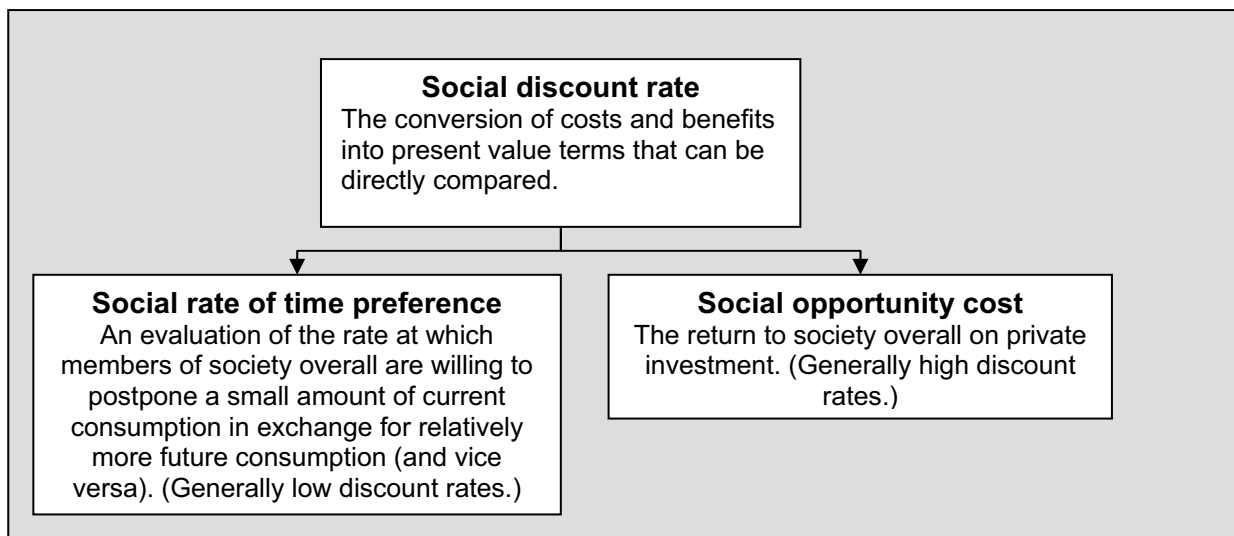 Social discount rate
The conversion of costs and benefits
into present value terms that can be
directly compared.
Social rate of time preference
An evaluation of the rate at which
members of society overall are willing to
postpone a small amount of current
consumption in exchange for relatively
more future consumption (and vice
versa). (Generally low discount rates.)
Social opportunity cost
The return to society overall on private
investment. (Generally high discount
rates.)